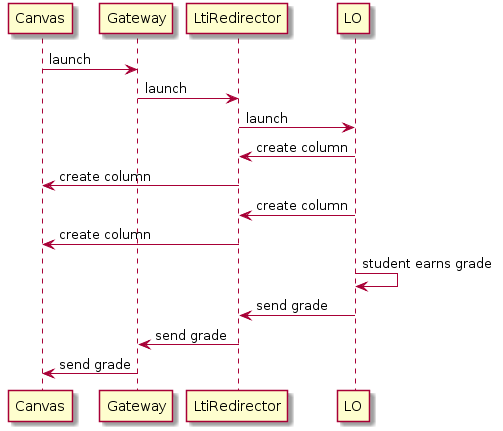 Canvas Gateway LtiRedirector LO
launch
launch
launch
create column
create column
create column
create column
student earns grade
send grade
send grade
send grade
Canvas Gateway LtiRedirector LO